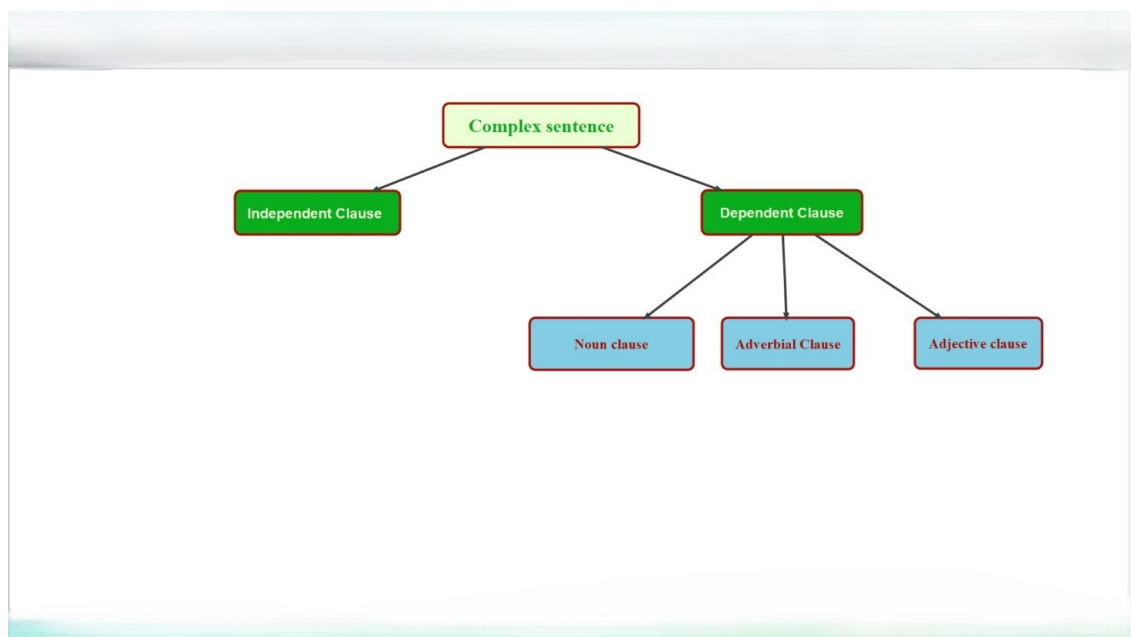 Complex sentence
Independent Clause
Dependent Clause
Noun clause
Adverbial Clause
Adjective clause